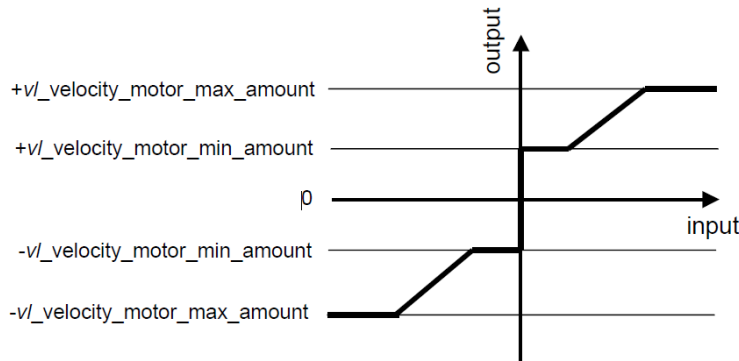 output
+vl_velocity_motor_max_amount
+vl_velocity_motor_min_amount
0
input
-vl_velocity_motor_min_amount
-vl_velocity_motor_max_amount